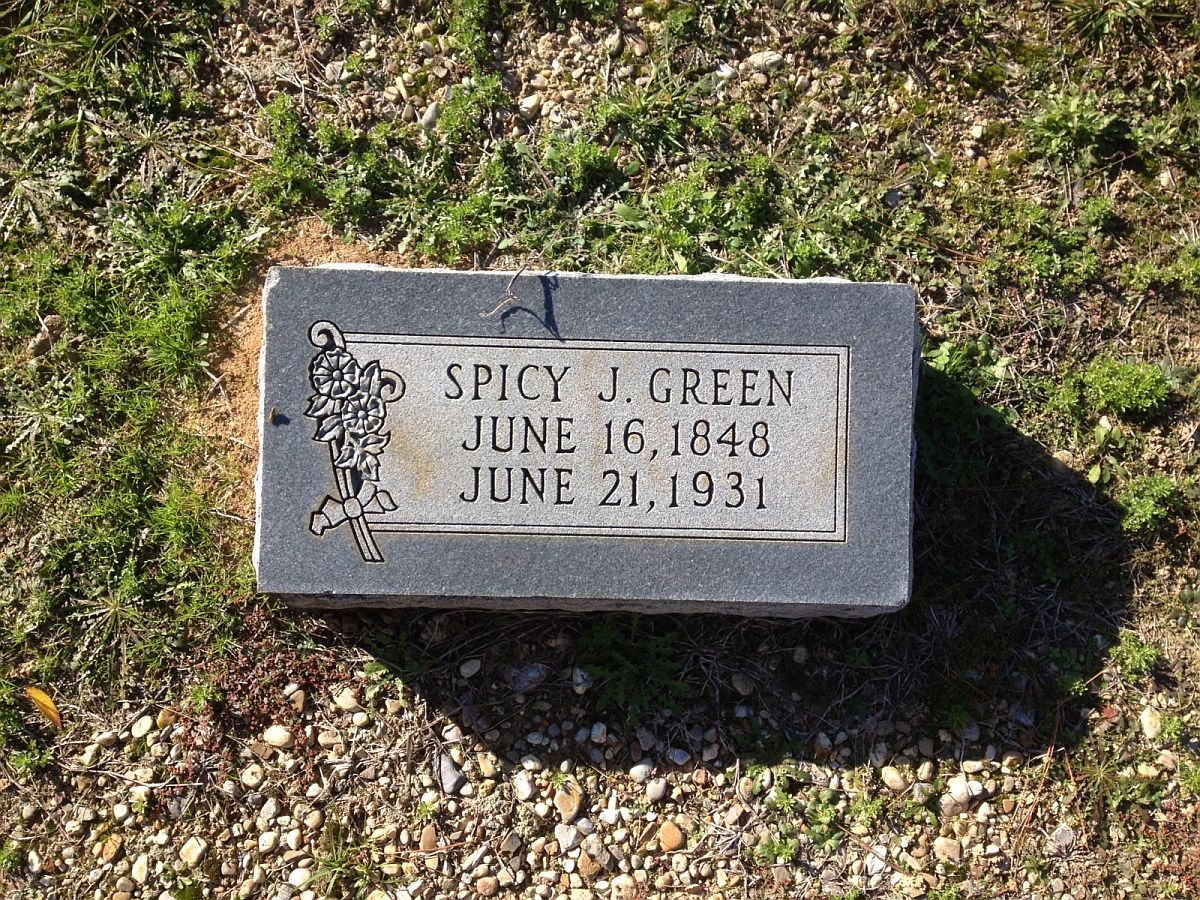 SPICY J. GREEN
JUNE 16, 1848
JUNE 21, 1931